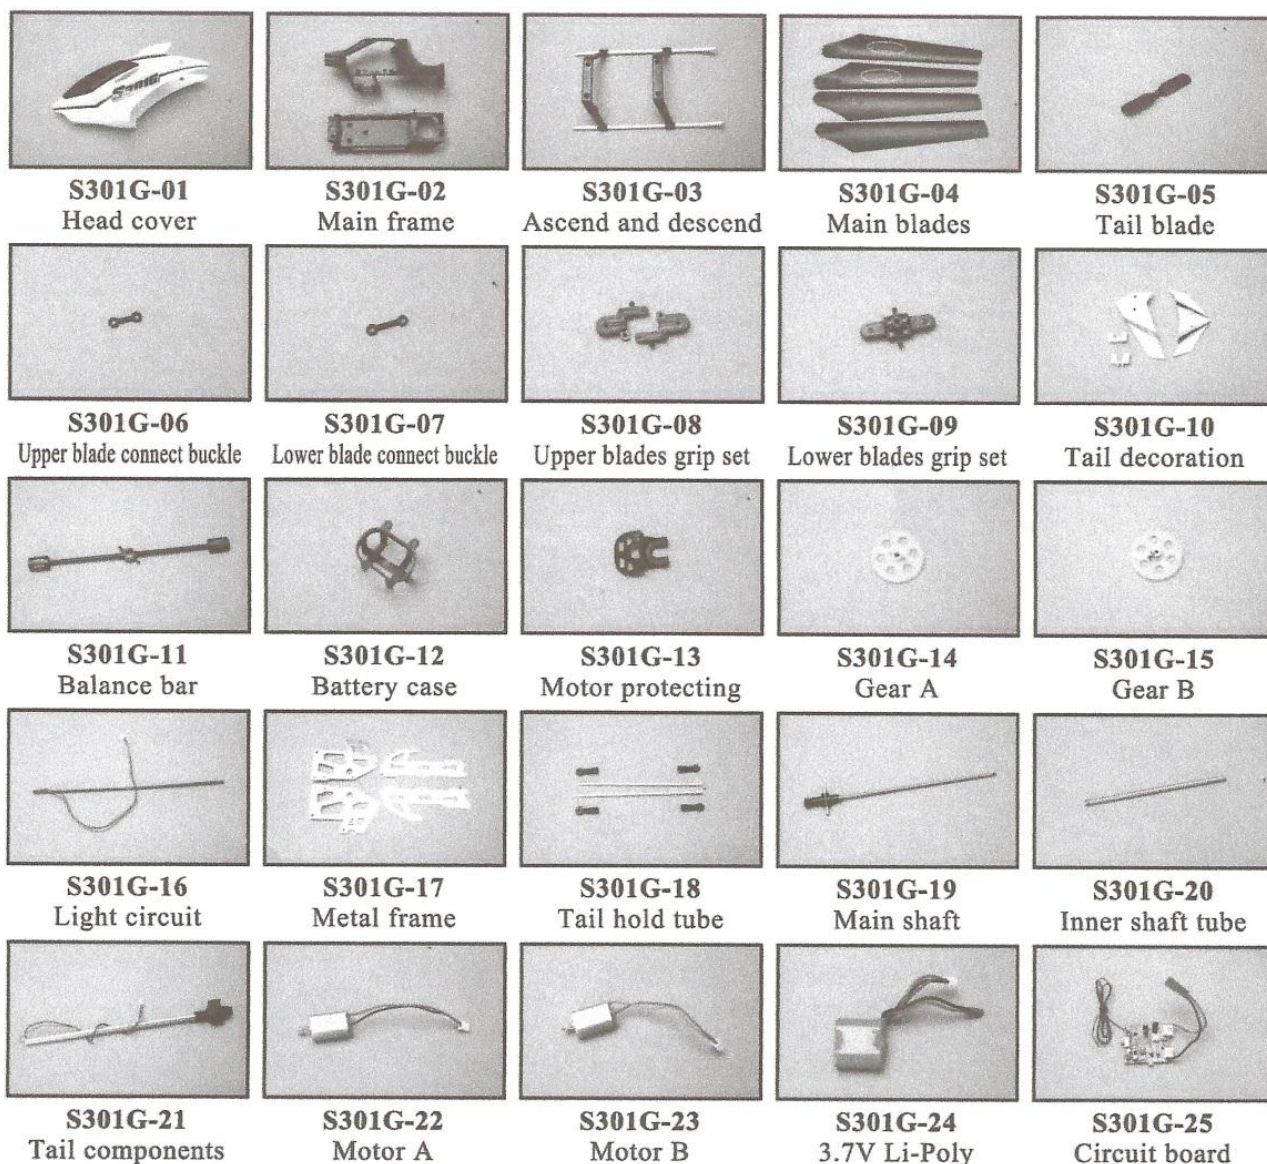 S301G-01
Head cover
S301G-02
Main frame
S301G-03
Ascend and descend
S301G-04
Main blades
S301G-05
Tail blade
S301G-06
Upper blade connect buckle
S301G-07
Lower blade connect buckle
S301G-08
Upper blades grip set
S301G-09
Lower blades grip set
S301G-10
Tail decoration
S301G-11
Balance bar
S301G-12
Battery case
S301G-13
Motor protecting
S301G-14
Gear A
S301G-15
Gear B
S301G-16
Light circuit
S301G-17
Metal frame
S301G-18
Tail hold tube
S301G-19
Main shaft
S301G-20
Inner shaft tube
S301G-21
Tail components
S301G-22
Motor A
S301G-23
Motor B
S301G-24
3.7V Li-Poly
S301G-25
Circuit board